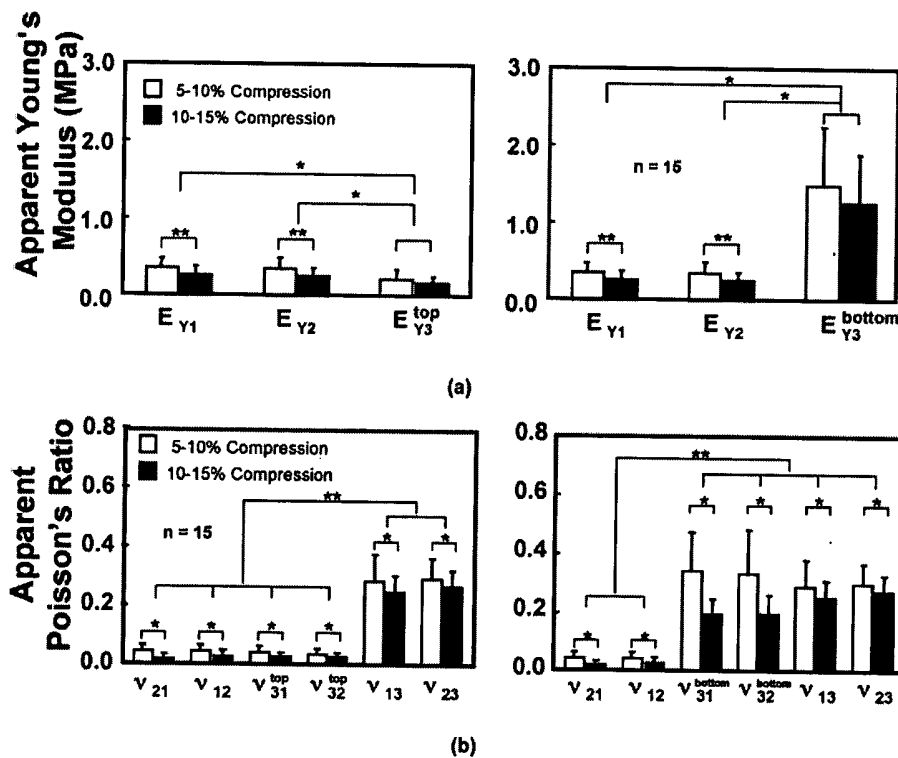 Apparent Young's
Modulus (MPa)
3.0
2.0
1.0
0.0
5-10% Compression
10-15% Compression
*
*
**
**
E Y1
E Y2
E top Y3
3.0
2.0
1.0
0.0
*
*
n = 15
**
**
E Y1
E Y2
E bottom Y3
(a)
Apparent
Poisson's Ratio
0.8
0.6
0.4
0.2
0.0
5-10% Compression
10-15% Compression
**
n = 15
*
*
*
*
*
*
ν 21
ν 12
ν top 31
ν top 32
ν 13
ν 23
0.8
0.6
0.4
0.2
0.0
**
*
*
*
*
*
*
ν 21
ν 12
ν bottom 31
ν bottom 32
ν 13
ν 23
(b)